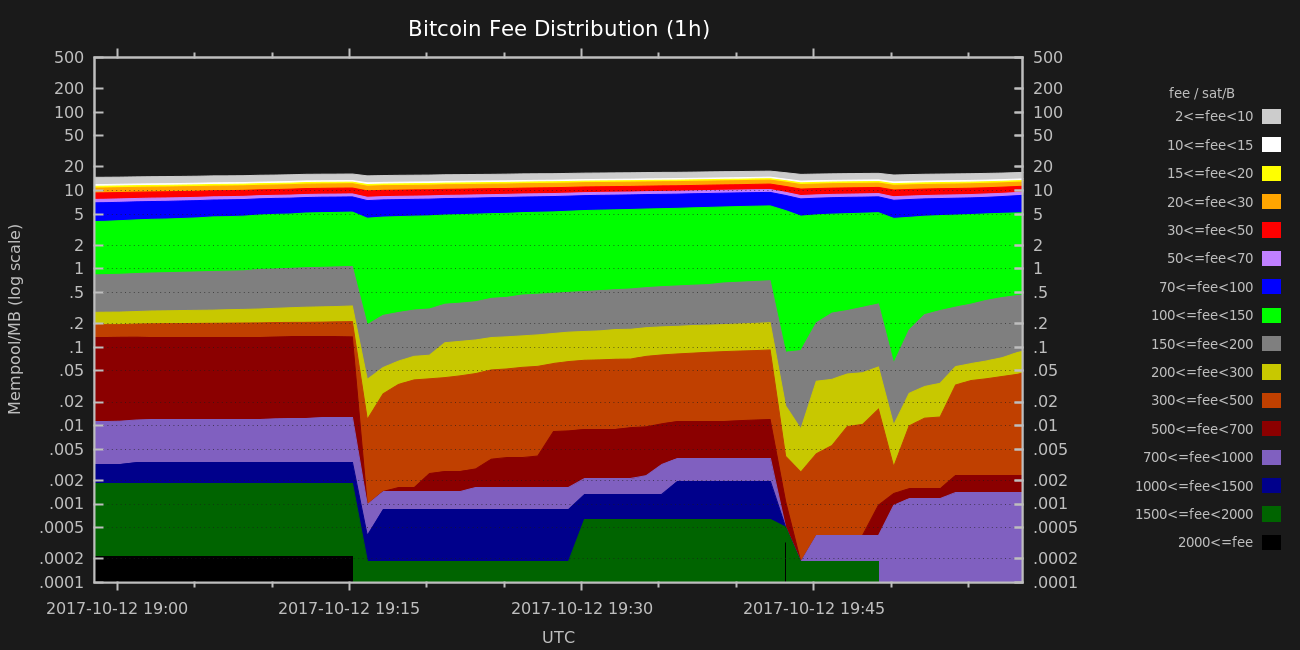 Bitcoin Fee Distribution (1h)
Mempool/MB (log scale)
500 500
200 200
100 100
50 50
20 20
10 10
5 5
2 2
1 1
.5 .5
.2 .2
.1 .1
.05 .05
.02 .02
.01 .01
.005 .005
.002 .002
.001 .001
.0005 .0005
.0002 .0002
.0001 .0001
2017-10-12 19:00 2017-10-12 19:15 2017-10-12 19:30 2017-10-12 19:45
UTC
fee / sat/B
2<=fee<10
10<=fee<15
15<=fee<20
20<=fee<30
30<=fee<50
50<=fee<70
70<=fee<100
100<=fee<150
150<=fee<200
200<=fee<300
300<=fee<500
500<=fee<700
700<=fee<1000
1000<=fee<1500
1500<=fee<2000
2000<=fee